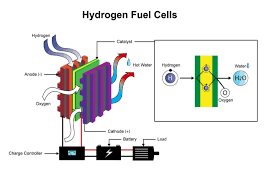 Hydrogen Fuel Cells
Hydrogen
Catalyst
Hot Water
Anode (-)
Oxygen
Cathode (+)
Battery
Load
Charge Controller
Hydrogen
H
Water
H₂O
O
Oxygen